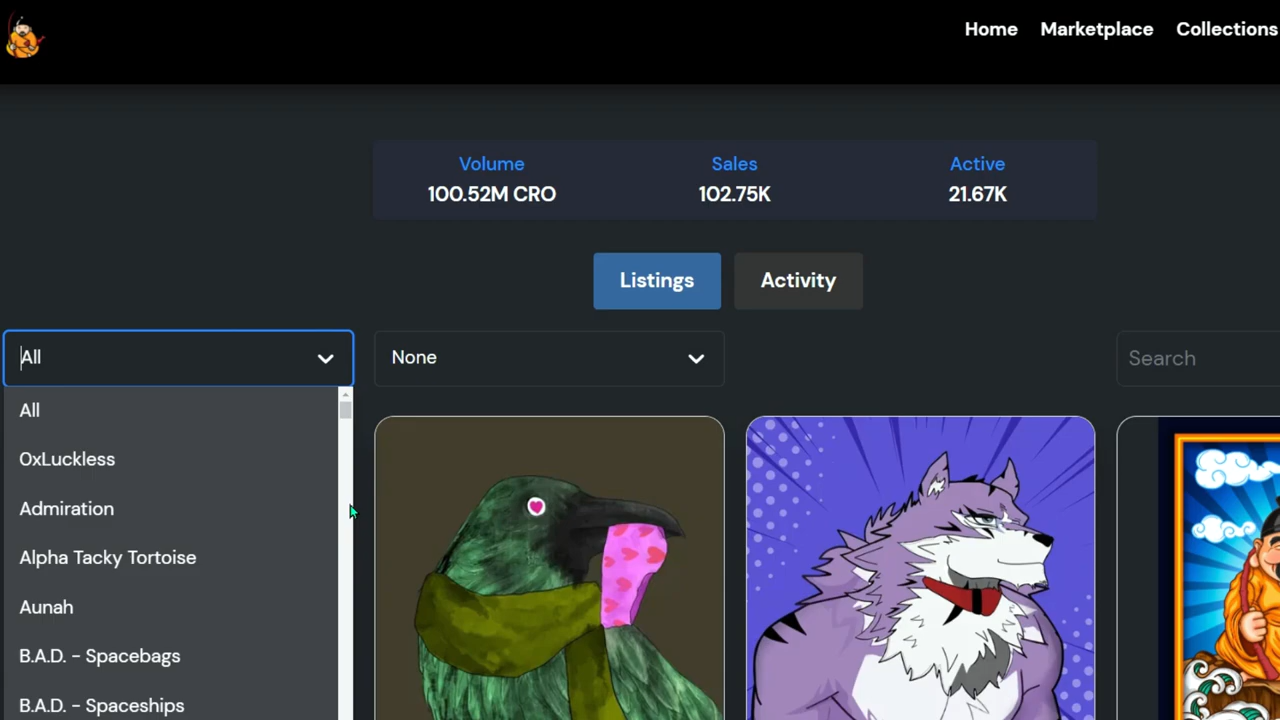 Home Marketplace Collections
Volume Sales Active
100.52M CRO 102.75K 21.67K
Listings Activity
All None Search
All
0xLuckless
Admiration
Alpha Tacky Tortoise
Aunah
B.A.D. - Spacebags
B.A.D. - Spaceships